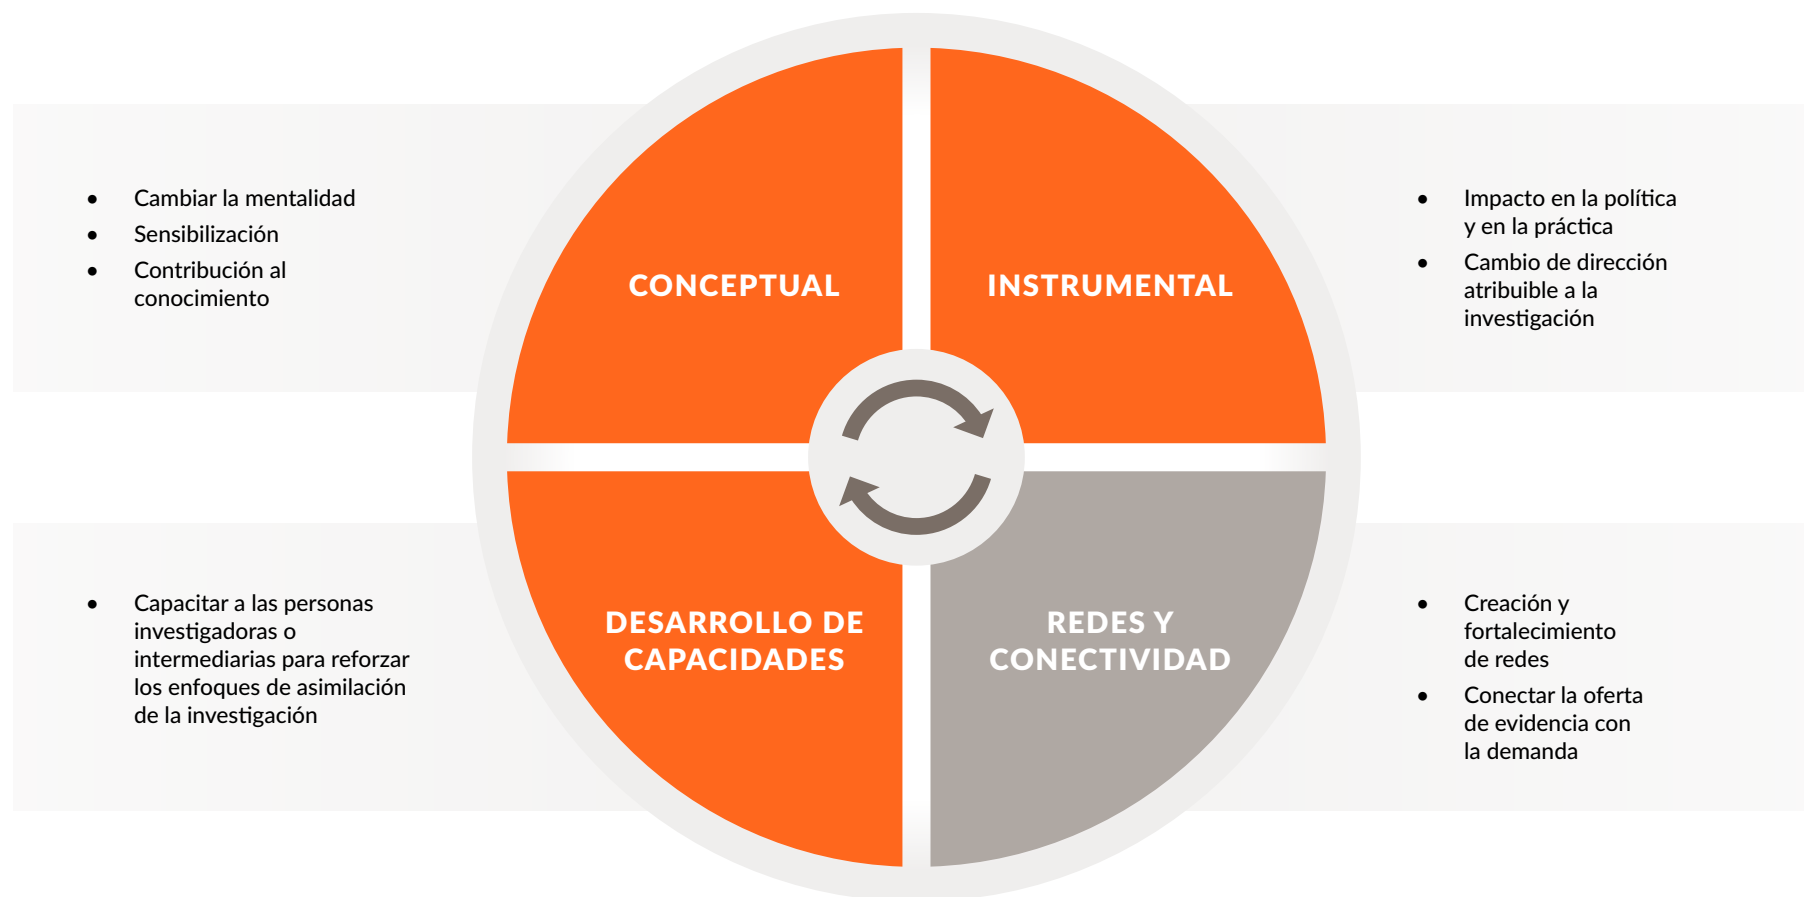 • Cambiar la mentalidad
• Sensibilización
• Contribución al
conocimiento
CONCEPTUAL
INSTRUMENTAL
• Impacto en la política
y en la práctica
• Cambio de dirección
atribuible a la
investigación
• Capacitar a las personas
investigadoras o
intermediarias para reforzar
los enfoques de asimilación
de la investigación
DESARROLLO DE
CAPACIDADES
REDES Y
CONECTIVIDAD
• Creación y
fortalecimiento
de redes
• Conectar la oferta
de evidencia con
la demanda